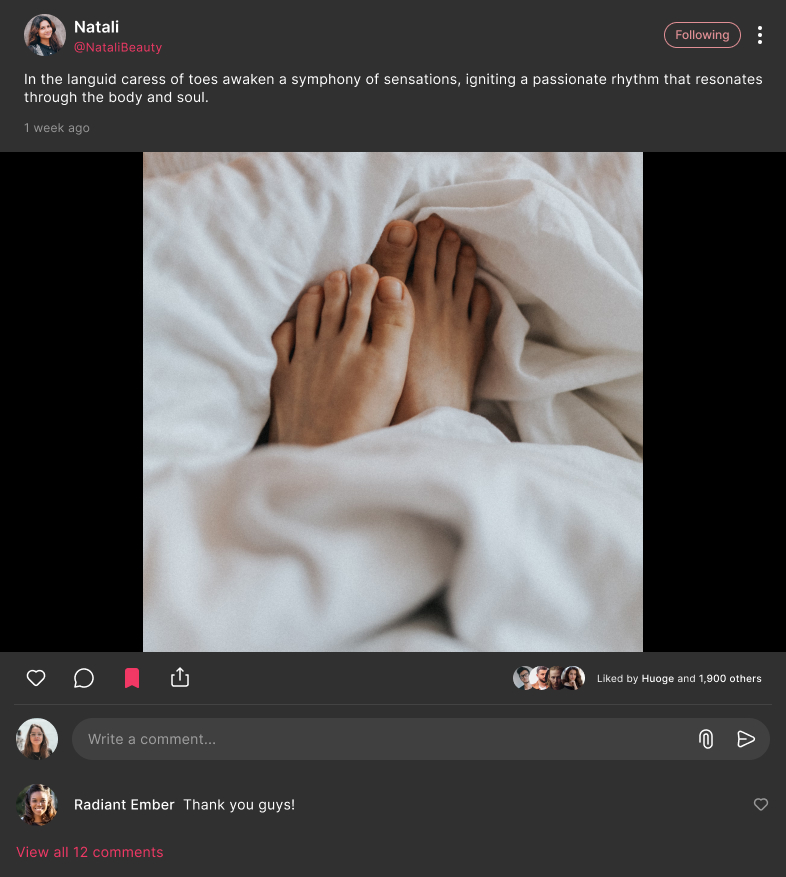 Natali
@NataliBeauty
Following
In the languid caress of toes awaken a symphony of sensations, igniting a passionate rhythm that resonates
through the body and soul.
1 week ago
Liked by Huoge and 1,900 others
Write a comment...
Radiant Ember Thank you guys!
View all 12 comments